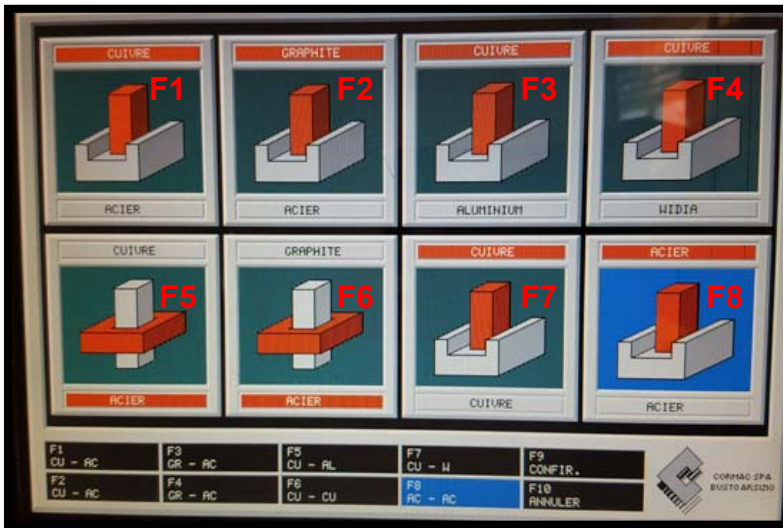 CUIVRE
F1
ACIER
GRAPHITE
F2
ACIER
CUIVRE
F3
ALUMINIUM
CUIVRE
F4
WIDIA
CUIVRE
F5
ACIER
GRAPHITE
F6
ACIER
CUIVRE
F7
CUIVRE
ACIER
F8
ACIER
F1
CU - AC
F3
GR - AC
F5
CU - AL
F7
CU - W
F9
CONFIR.
F2
CU - AC
F4
GR - AC
F6
CU - CU
F8
AC - AC
F10
ANNULER
CORMAC SPA
BUSTO ARSIZIO